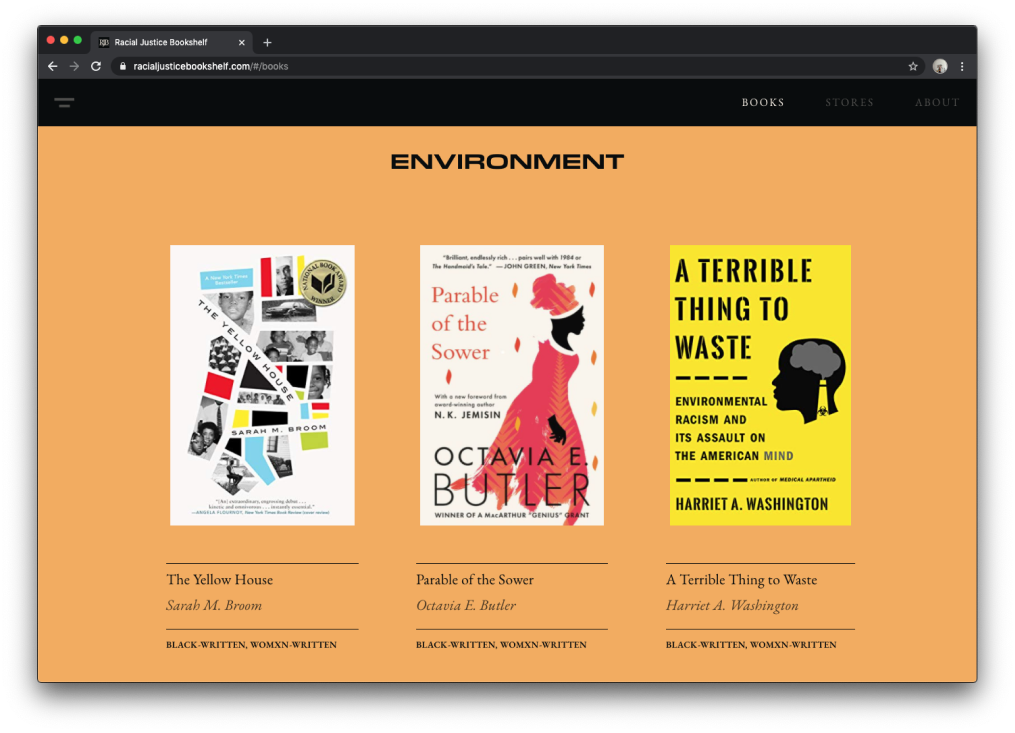 Racial Justice Bookshelf
racialjusticebookshelf.com/#/books
BOOKS STORES ABOUT
ENVIRONMENT
A New York Times
Bestseller
NATIONAL BOOK AWARD
WINNER
THE YELLOW HOUSE
SARAH M. BROOM
"[An] extraordinary, engrossing debut . . .
kinetic and omnivorous . . . instantly essential."
—ANGELA FLOURNOY, New York Times Book Review (cover review)
"Brilliant, endlessly rich . . . pairs well with 1984 or
The Handmaid's Tale." —JOHN GREEN, New York Times
Parable
of the
Sower
With a new foreword from
award-winning author
N. K. JEMISIN
OCTAVIA E.
BUTLER
WINNER OF A MacARTHUR "GENIUS" GRANT
A TERRIBLE
THING TO
WASTE
ENVIRONMENTAL
RACISM AND
ITS ASSAULT ON
THE AMERICAN MIND
AUTHOR OF MEDICAL APARTHEID
HARRIET A. WASHINGTON
The Yellow House
Sarah M. Broom
BLACK-WRITTEN, WOMXN-WRITTEN
Parable of the Sower
Octavia E. Butler
BLACK-WRITTEN, WOMXN-WRITTEN
A Terrible Thing to Waste
Harriet A. Washington
BLACK-WRITTEN, WOMXN-WRITTEN